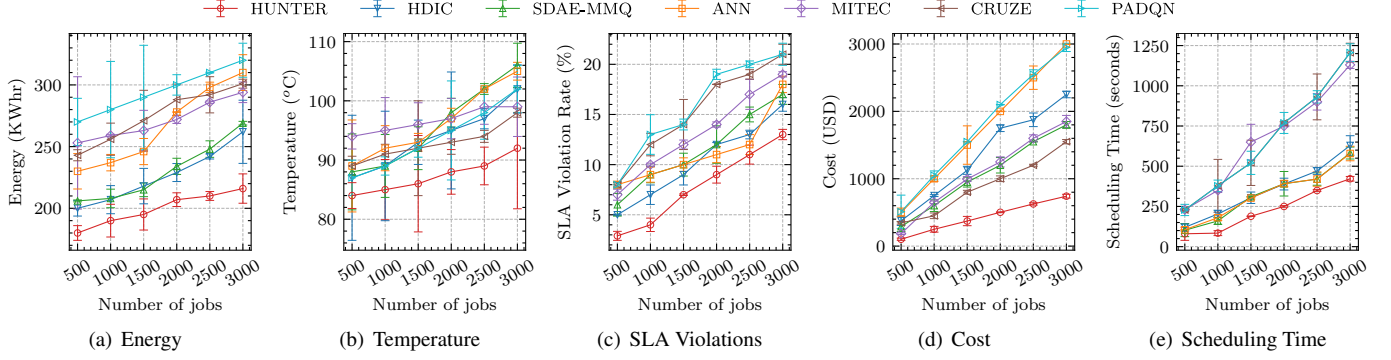 HUNTER HDIC SDAE-MMQ ANN MITEC CRUZE PADQN
Energy (KWhr)
300
250
200
500 1000 1500 2000 2500 3000
Number of jobs
(a) Energy
Temperature (°C)
110
100
90
80
500 1000 1500 2000 2500 3000
Number of jobs
(b) Temperature
SLA Violation Rate (%)
20
15
10
5
500 1000 1500 2000 2500 3000
Number of jobs
(c) SLA Violations
Cost (USD)
3000
2000
1000
0
500 1000 1500 2000 2500 3000
Number of jobs
(d) Cost
Scheduling Time (seconds)
1250
1000
750
500
250
0
500 1000 1500 2000 2500 3000
Number of jobs
(e) Scheduling Time